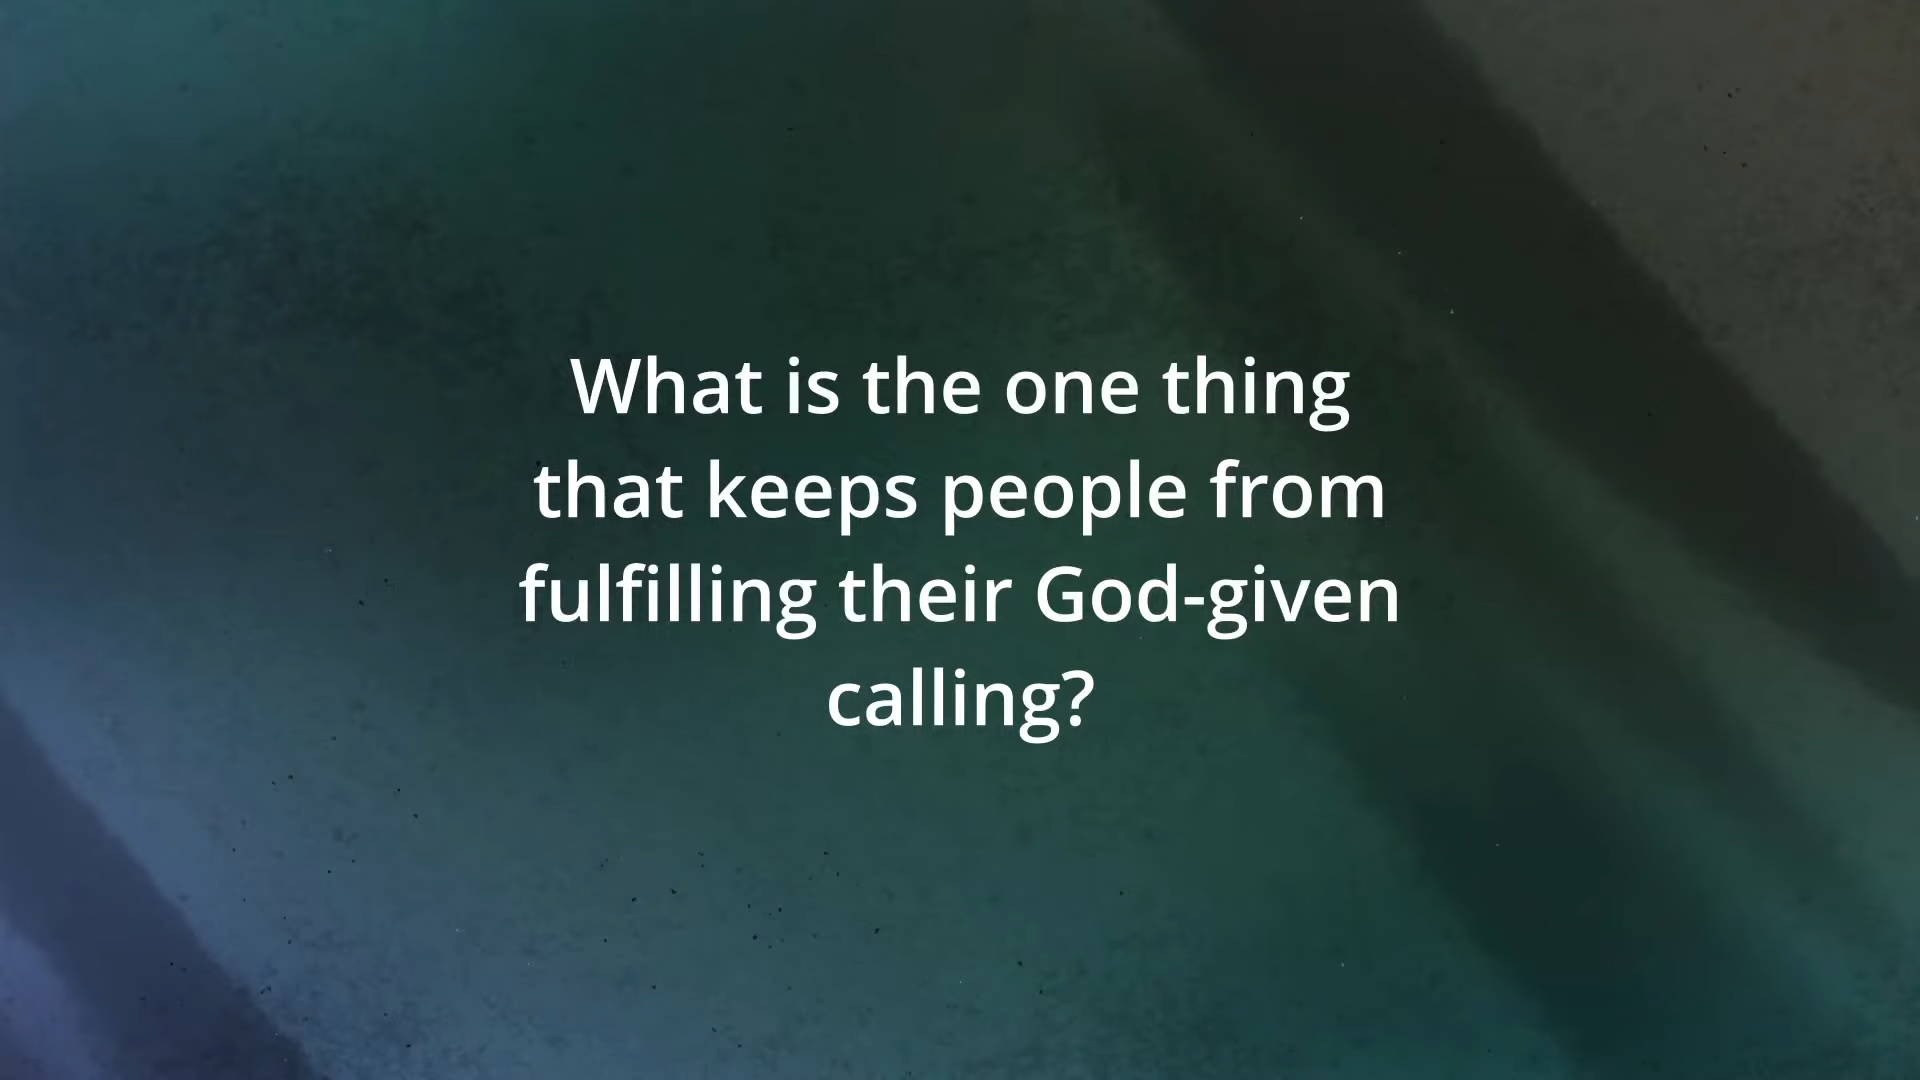 What is the one thing
that keeps people from
fulfilling their God-given
calling?